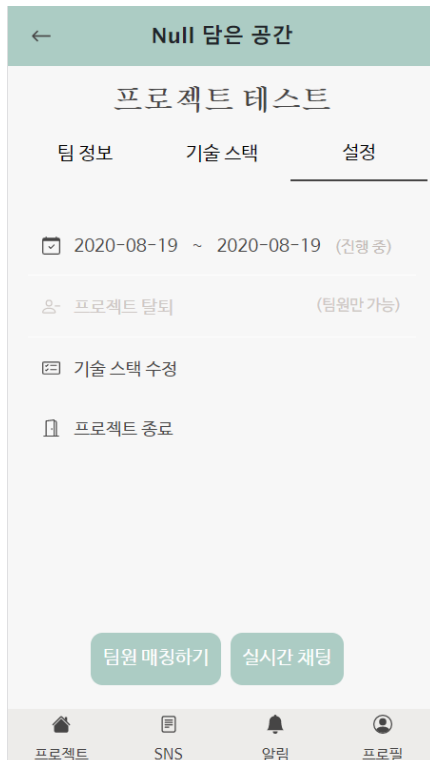 Null 담은 공간
프로젝트 테스트
팀 정보 기술 스택 설정
2020-08-19 ~ 2020-08-19 (진행 중)
프로젝트 탈퇴 (팀원만 가능)
기술 스택 수정
프로젝트 종료
팀원 매칭하기 실시간 채팅
프로젝트 SNS 알림 프로필